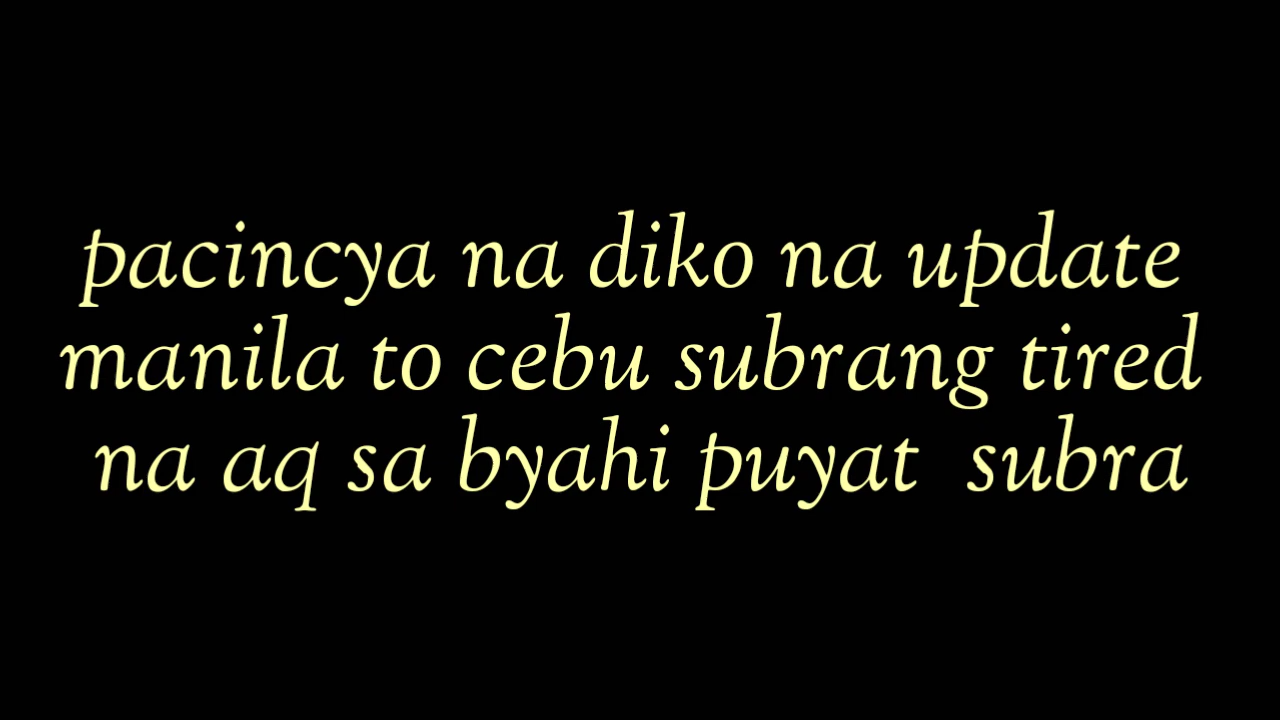 pacincya na diko na update
manila to cebu subrang tired
na aq sa byahi puyat  subra